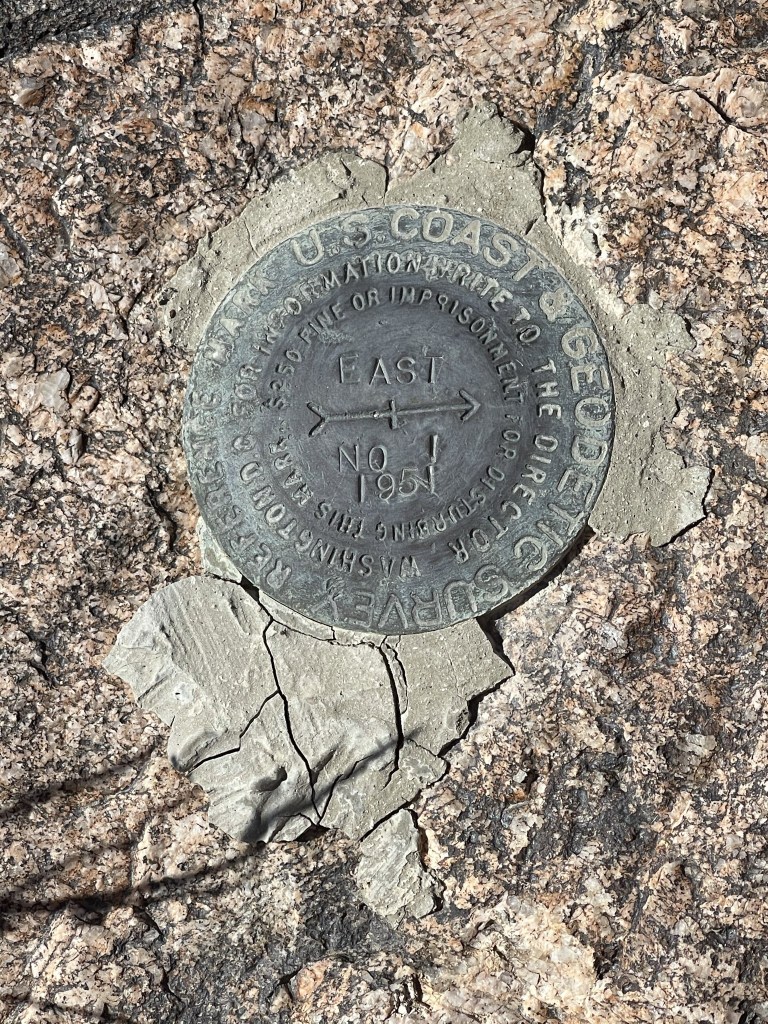 U.S. COAST & GEODETIC SURVEY REFERENCE MARK
FOR INFORMATION WRITE TO THE DIRECTOR WASHINGTON D C
$250 FINE OR IMPRISONMENT FOR DISTURBING THIS MARK
EAST
NO 1
1951